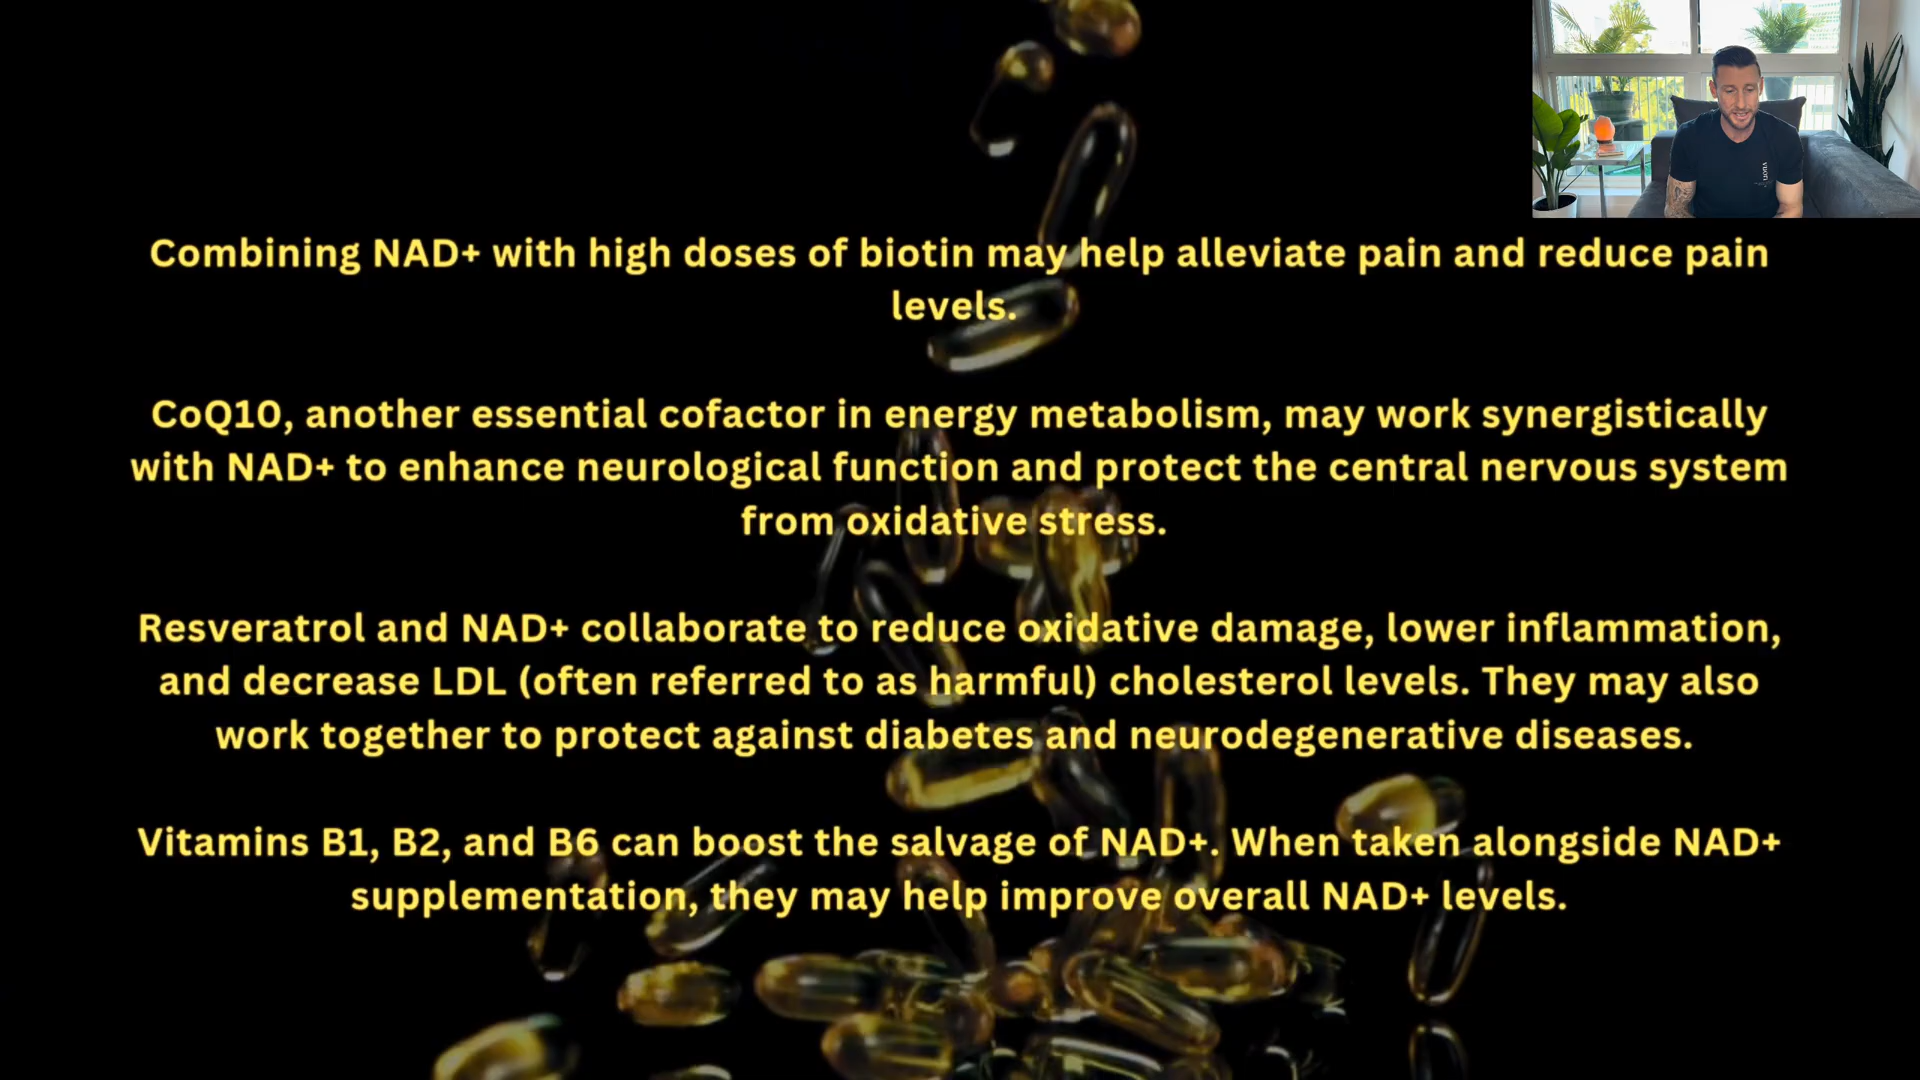 Combining NAD+ with high doses of biotin may help alleviate pain and reduce pain
levels.
CoQ10, another essential cofactor in energy metabolism, may work synergistically
with NAD+ to enhance neurological function and protect the central nervous system
from oxidative stress.
Resveratrol and NAD+ collaborate to reduce oxidative damage, lower inflammation,
and decrease LDL (often referred to as harmful) cholesterol levels. They may also
work together to protect against diabetes and neurodegenerative diseases.
Vitamins B1, B2, and B6 can boost the salvage of NAD+. When taken alongside NAD+
supplementation, they may help improve overall NAD+ levels.